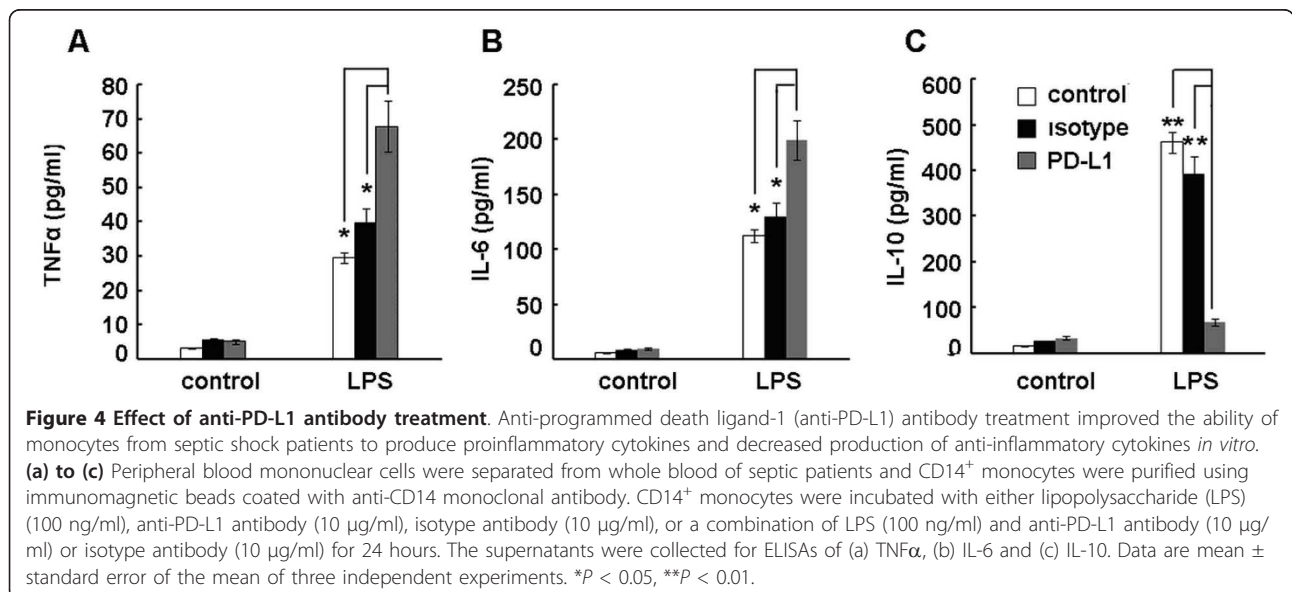 A
B
C
TNFα (pg/ml)
80
70
60
50
40
30
20
10
0
*
*
control
LPS
IL-6 (pg/ml)
250
200
150
100
50
0
*
*
control
LPS
IL-10 (pg/ml)
600
500
400
300
200
100
0
control
isotype
PD-L1
**
**
control
LPS
Figure 4 Effect of anti-PD-L1 antibody treatment. Anti-programmed death ligand-1 (anti-PD-L1) antibody treatment improved the ability of
monocytes from septic shock patients to produce proinflammatory cytokines and decreased production of anti-inflammatory cytokines in vitro.
(a) to (c) Peripheral blood mononuclear cells were separated from whole blood of septic patients and CD14⁺ monocytes were purified using
immunomagnetic beads coated with anti-CD14 monoclonal antibody. CD14⁺ monocytes were incubated with either lipopolysaccharide (LPS)
(100 ng/ml), anti-PD-L1 antibody (10 μg/ml), isotype antibody (10 μg/ml), or a combination of LPS (100 ng/ml) and anti-PD-L1 antibody (10 μg/
ml) or isotype antibody (10 μg/ml) for 24 hours. The supernatants were collected for ELISAs of (a) TNFα, (b) IL-6 and (c) IL-10. Data are mean ±
standard error of the mean of three independent experiments. *P < 0.05, **P < 0.01.